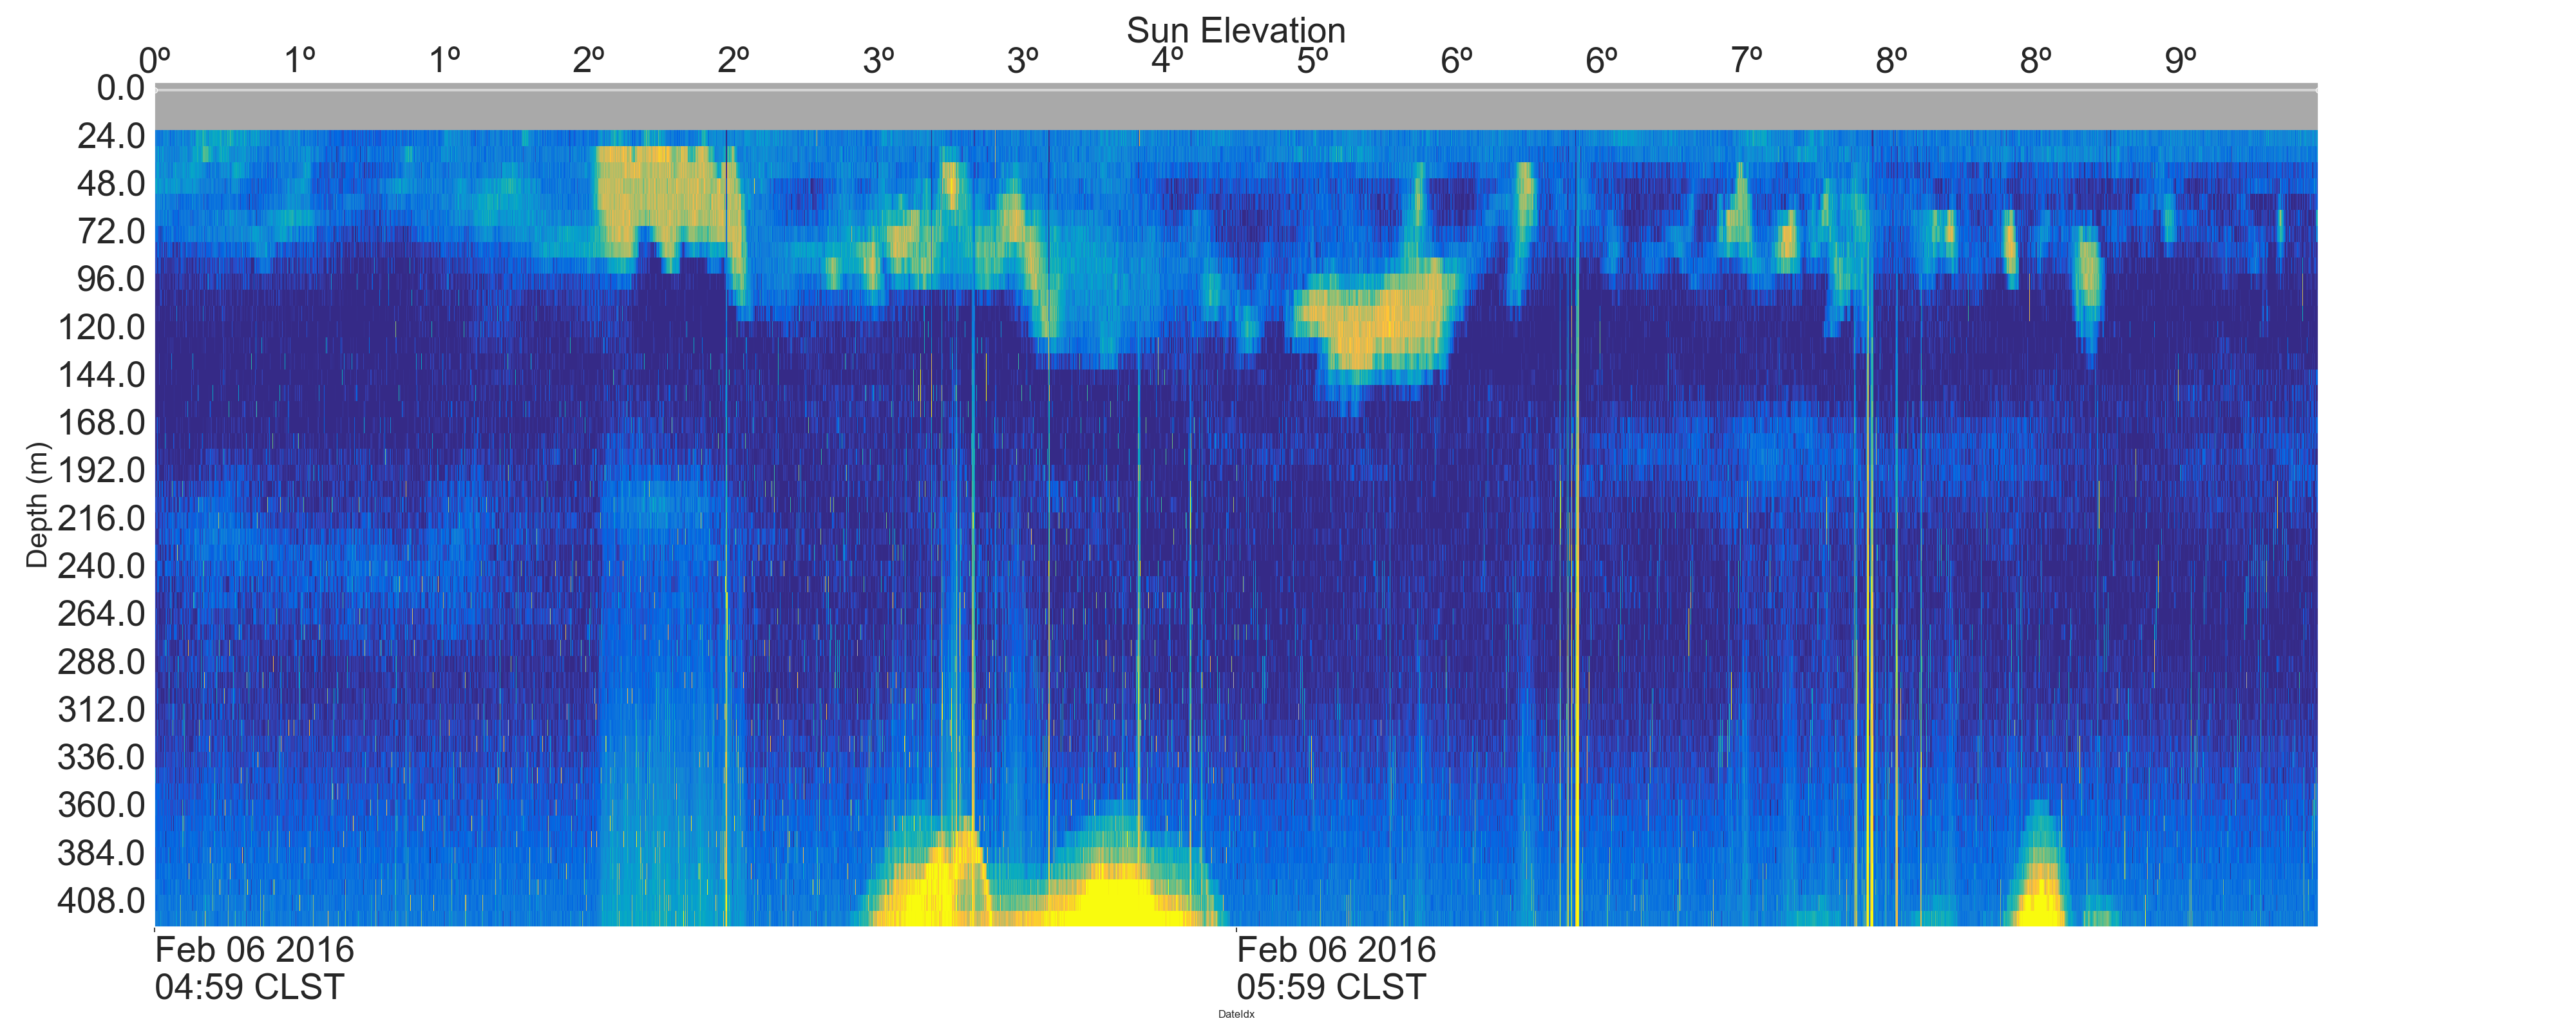 Sun Elevation
0º 1º 1º 2º 2º 3º 3º 4º 5º 6º 6º 7º 8º 8º 9º
0.0
24.0
48.0
72.0
96.0
120.0
144.0
168.0
192.0
216.0
240.0
264.0
288.0
312.0
336.0
360.0
384.0
408.0
Depth (m)
Feb 06 2016
04:59 CLST
Feb 06 2016
05:59 CLST
DateIdx